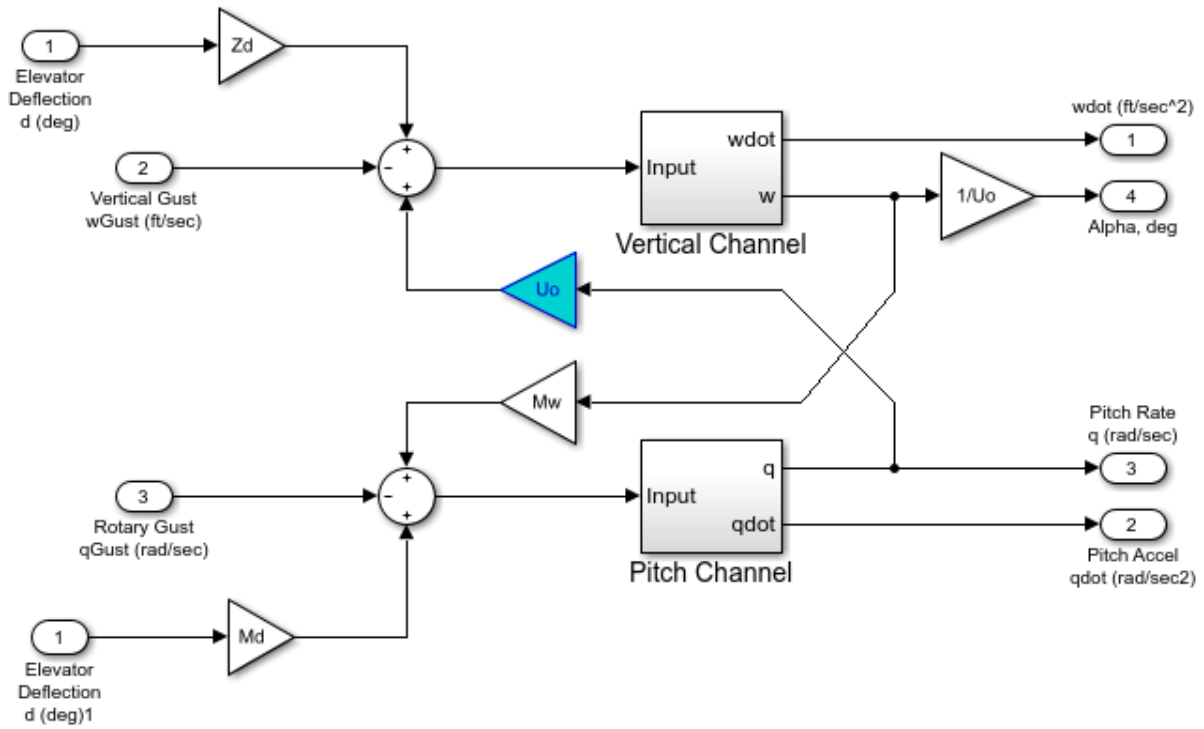 1
Elevator
Deflection
d (deg)
Zd
2
Vertical Gust
wGust (ft/sec)
+
−
+
Input
wdot
w
Vertical Channel
1/Uo
wdot (ft/sec^2)
1
4
Alpha, deg
Uo
Mw
3
Rotary Gust
qGust (rad/sec)
+
−
+
Input
q
qdot
Pitch Channel
Pitch Rate
q (rad/sec)
3
2
Pitch Accel
qdot (rad/sec2)
1
Elevator
Deflection
d (deg)1
Md